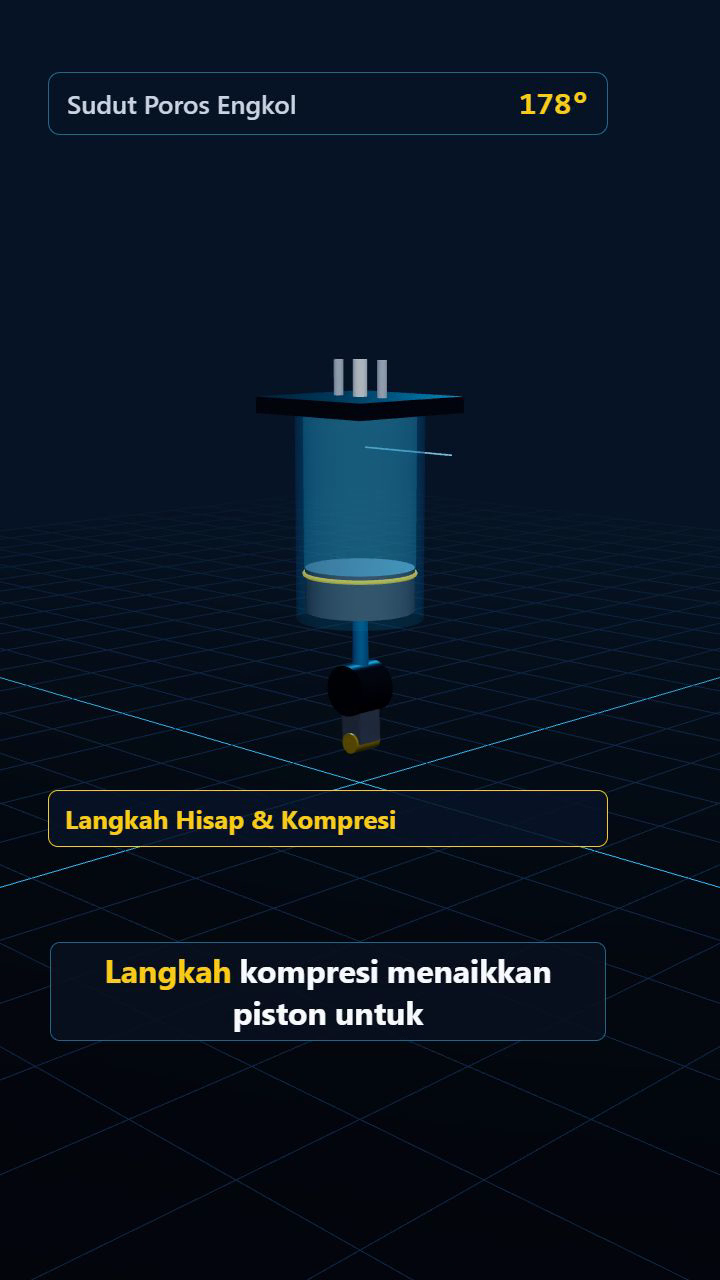 Sudut Poros Engkol
178°
Langkah Hisap & Kompresi
Langkah kompresi menaikkan
piston untuk